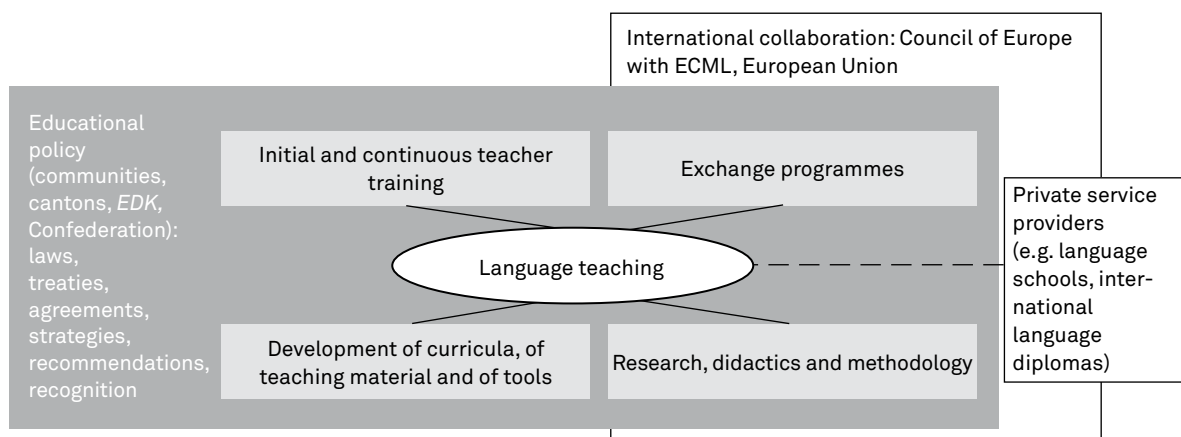 International collaboration: Council of Europe
with ECML, European Union
Educational
policy
(communities,
cantons, EDK,
Confederation):
laws,
treaties,
agreements,
strategies,
recommendations,
recognition
Initial and continuous teacher
training
Exchange programmes
Language teaching
Development of curricula, of
teaching material and of tools
Research, didactics and methodology
Private service
providers
(e.g. language
schools, inter-
national
language
diplomas)